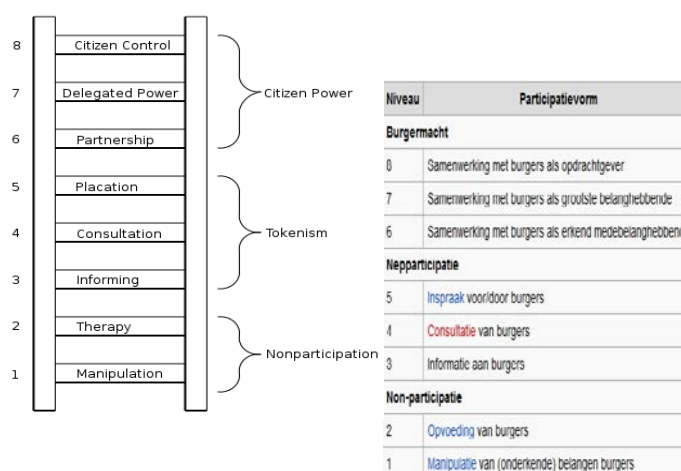 8 Citizen Control
7 Delegated Power
Citizen Power
6 Partnership
5 Placation
4 Consultation
Tokenism
3 Informing
2 Therapy
Nonparticipation
1 Manipulation
Niveau Participatievorm
Burgermacht
8 Samenwerking met burgers als opdrachtgever
7 Samenwerking met burgers als grootste belanghebbende
6 Samenwerking met burgers als erkend medebelanghebben
Nepparticipatie
5 Inspraak voor/door burgers
4 Consultatie van burgers
3 Informatie aan burgers
Non-participatie
2 Opvoeding van burgers
1 Manipulatie van (onderkende) belangen burgers